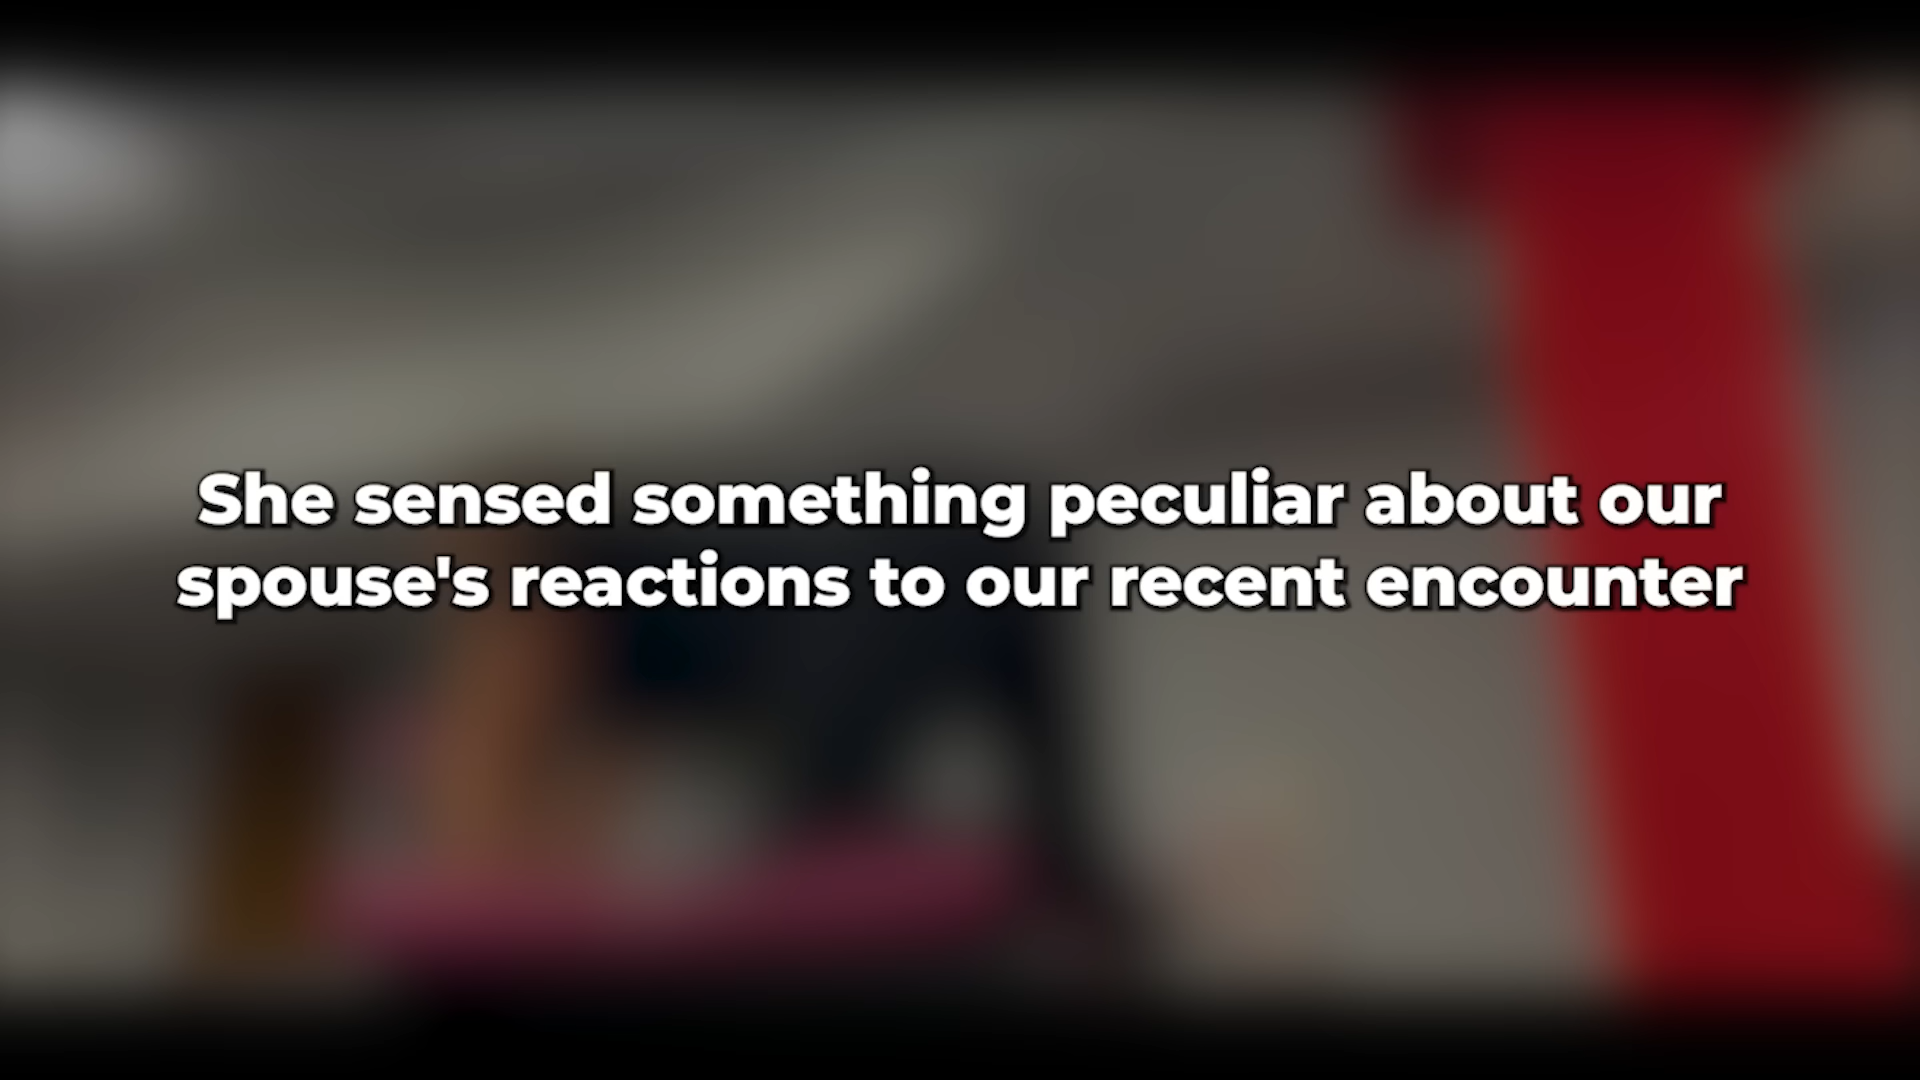 She sensed something peculiar about our
spouse's reactions to our recent encounter